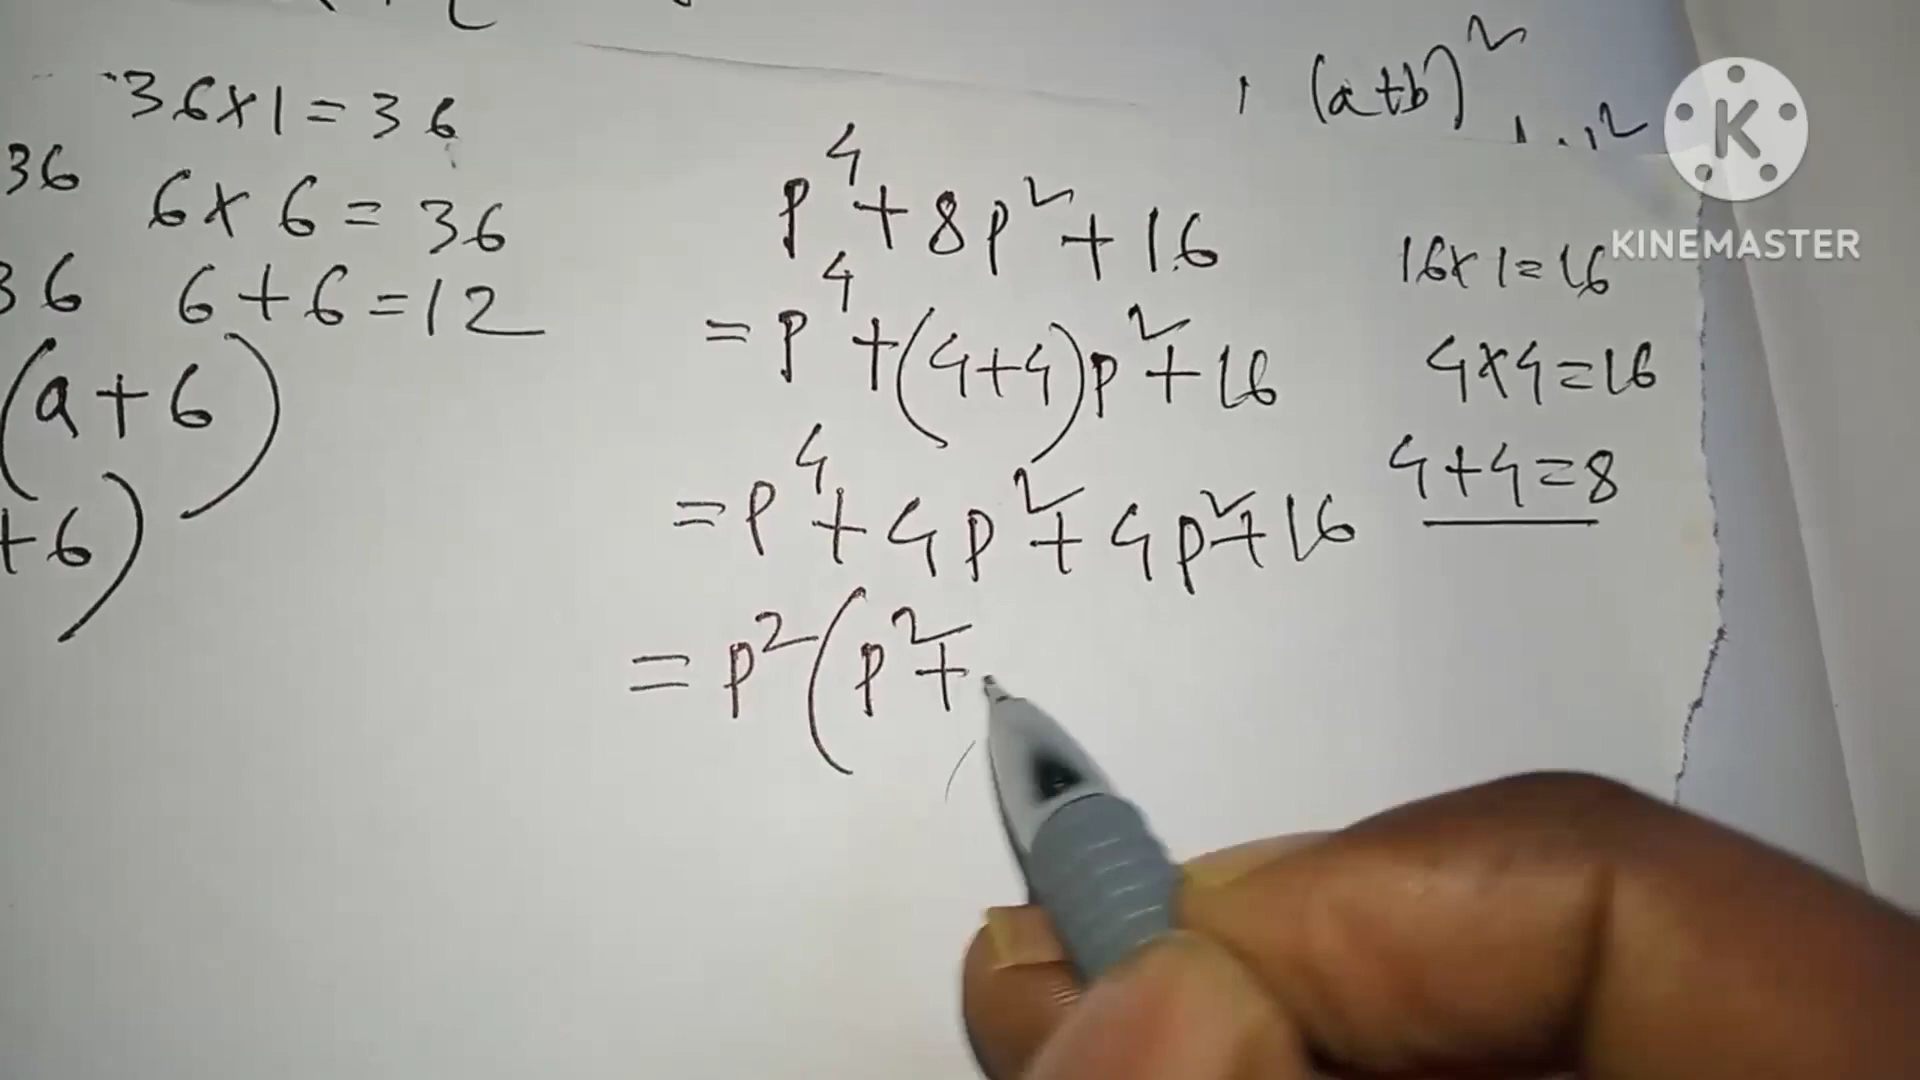 36×1=36
36
6×6=36
36
6+6=12
(a+6)
+6)
(a+b)²
p⁴+8p²+16
=p⁴+(4+4)p²+16
=p⁴+4p²+4p²+16
=p²(p²+
16×1=16
4×4=16
4+4=8
K
KINEMASTER